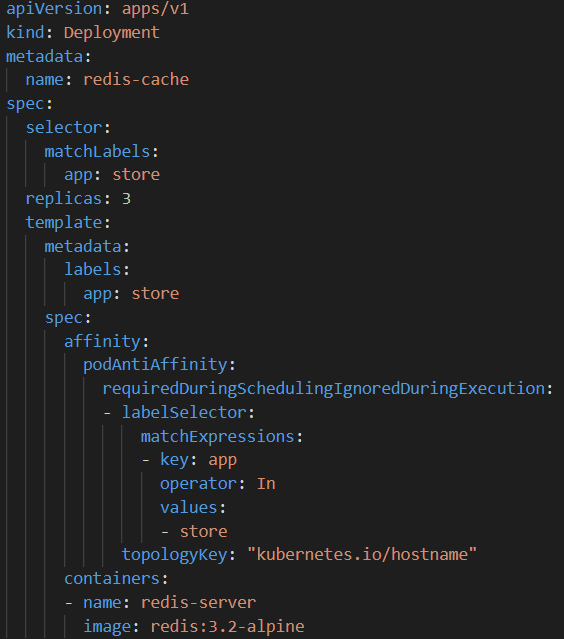 apiVersion: apps/v1
kind: Deployment
metadata:
  name: redis-cache
spec:
  selector:
    matchLabels:
      app: store
  replicas: 3
  template:
    metadata:
      labels:
        app: store
    spec:
      affinity:
        podAntiAffinity:
          requiredDuringSchedulingIgnoredDuringExecution:
          - labelSelector:
              matchExpressions:
              - key: app
                operator: In
                values:
                - store
            topologyKey: "kubernetes.io/hostname"
      containers:
      - name: redis-server
        image: redis:3.2-alpine